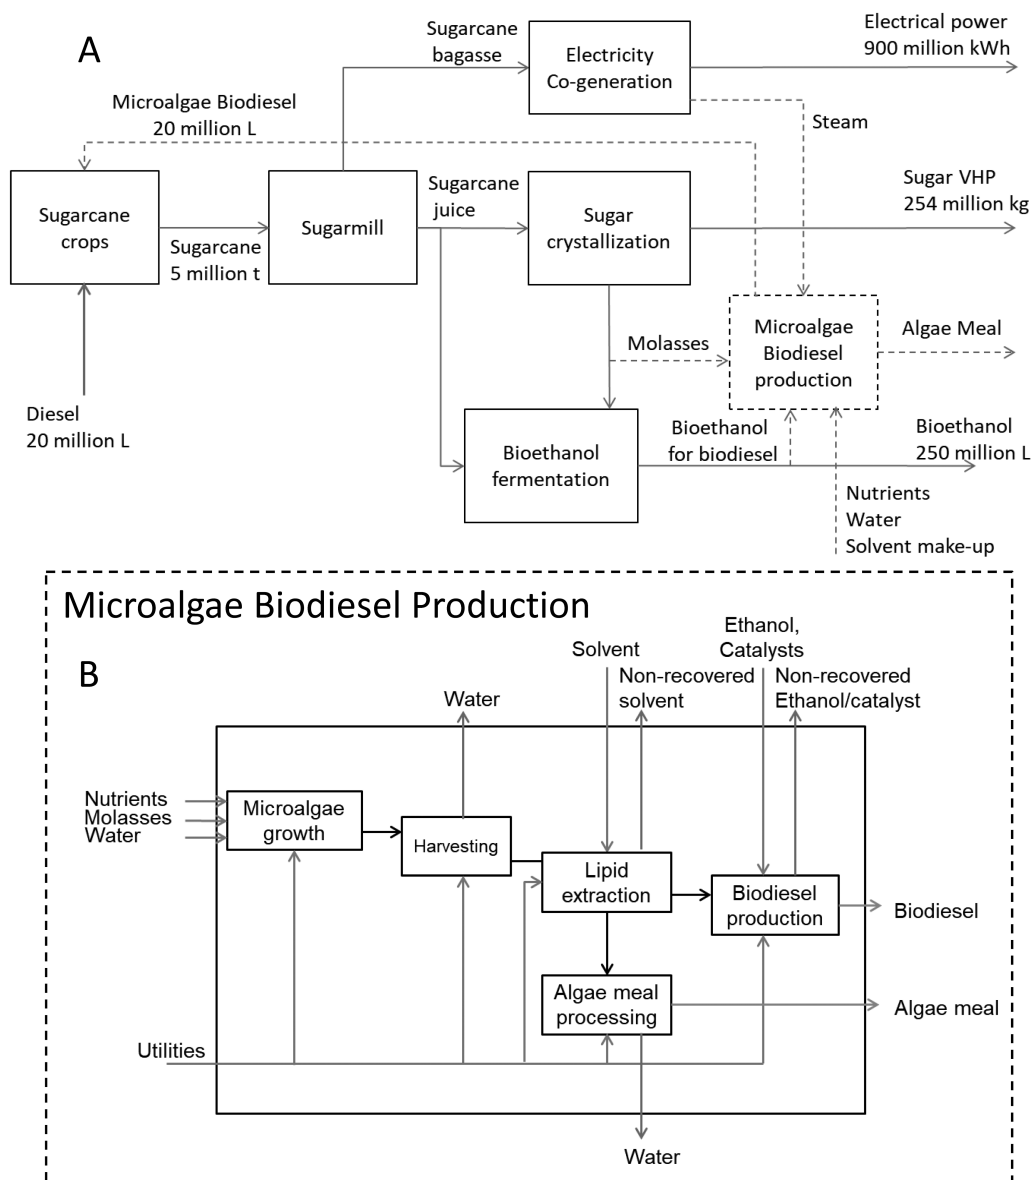 A
Sugarcane
bagasse
Electricity
Co-generation
Electrical power
900 million kWh
Microalgae Biodiesel
20 million L
Steam
Sugarcane
crops
Sugarcane
5 million t
Sugarmill
Sugarcane
juice
Sugar
crystallization
Sugar VHP
254 million kg
Molasses
Microalgae
Biodiesel
production
Algae Meal
Diesel
20 million L
Bioethanol
fermentation
Bioethanol
for biodiesel
Bioethanol
250 million L
Nutrients
Water
Solvent make-up
Microalgae Biodiesel Production
B
Water
Solvent
Non-recovered
solvent
Ethanol,
Catalysts
Non-recovered
Ethanol/catalyst
Nutrients
Molasses
Water
Microalgae
growth
Harvesting
Lipid
extraction
Biodiesel
production
Biodiesel
Algae meal
processing
Algae meal
Utilities
Water